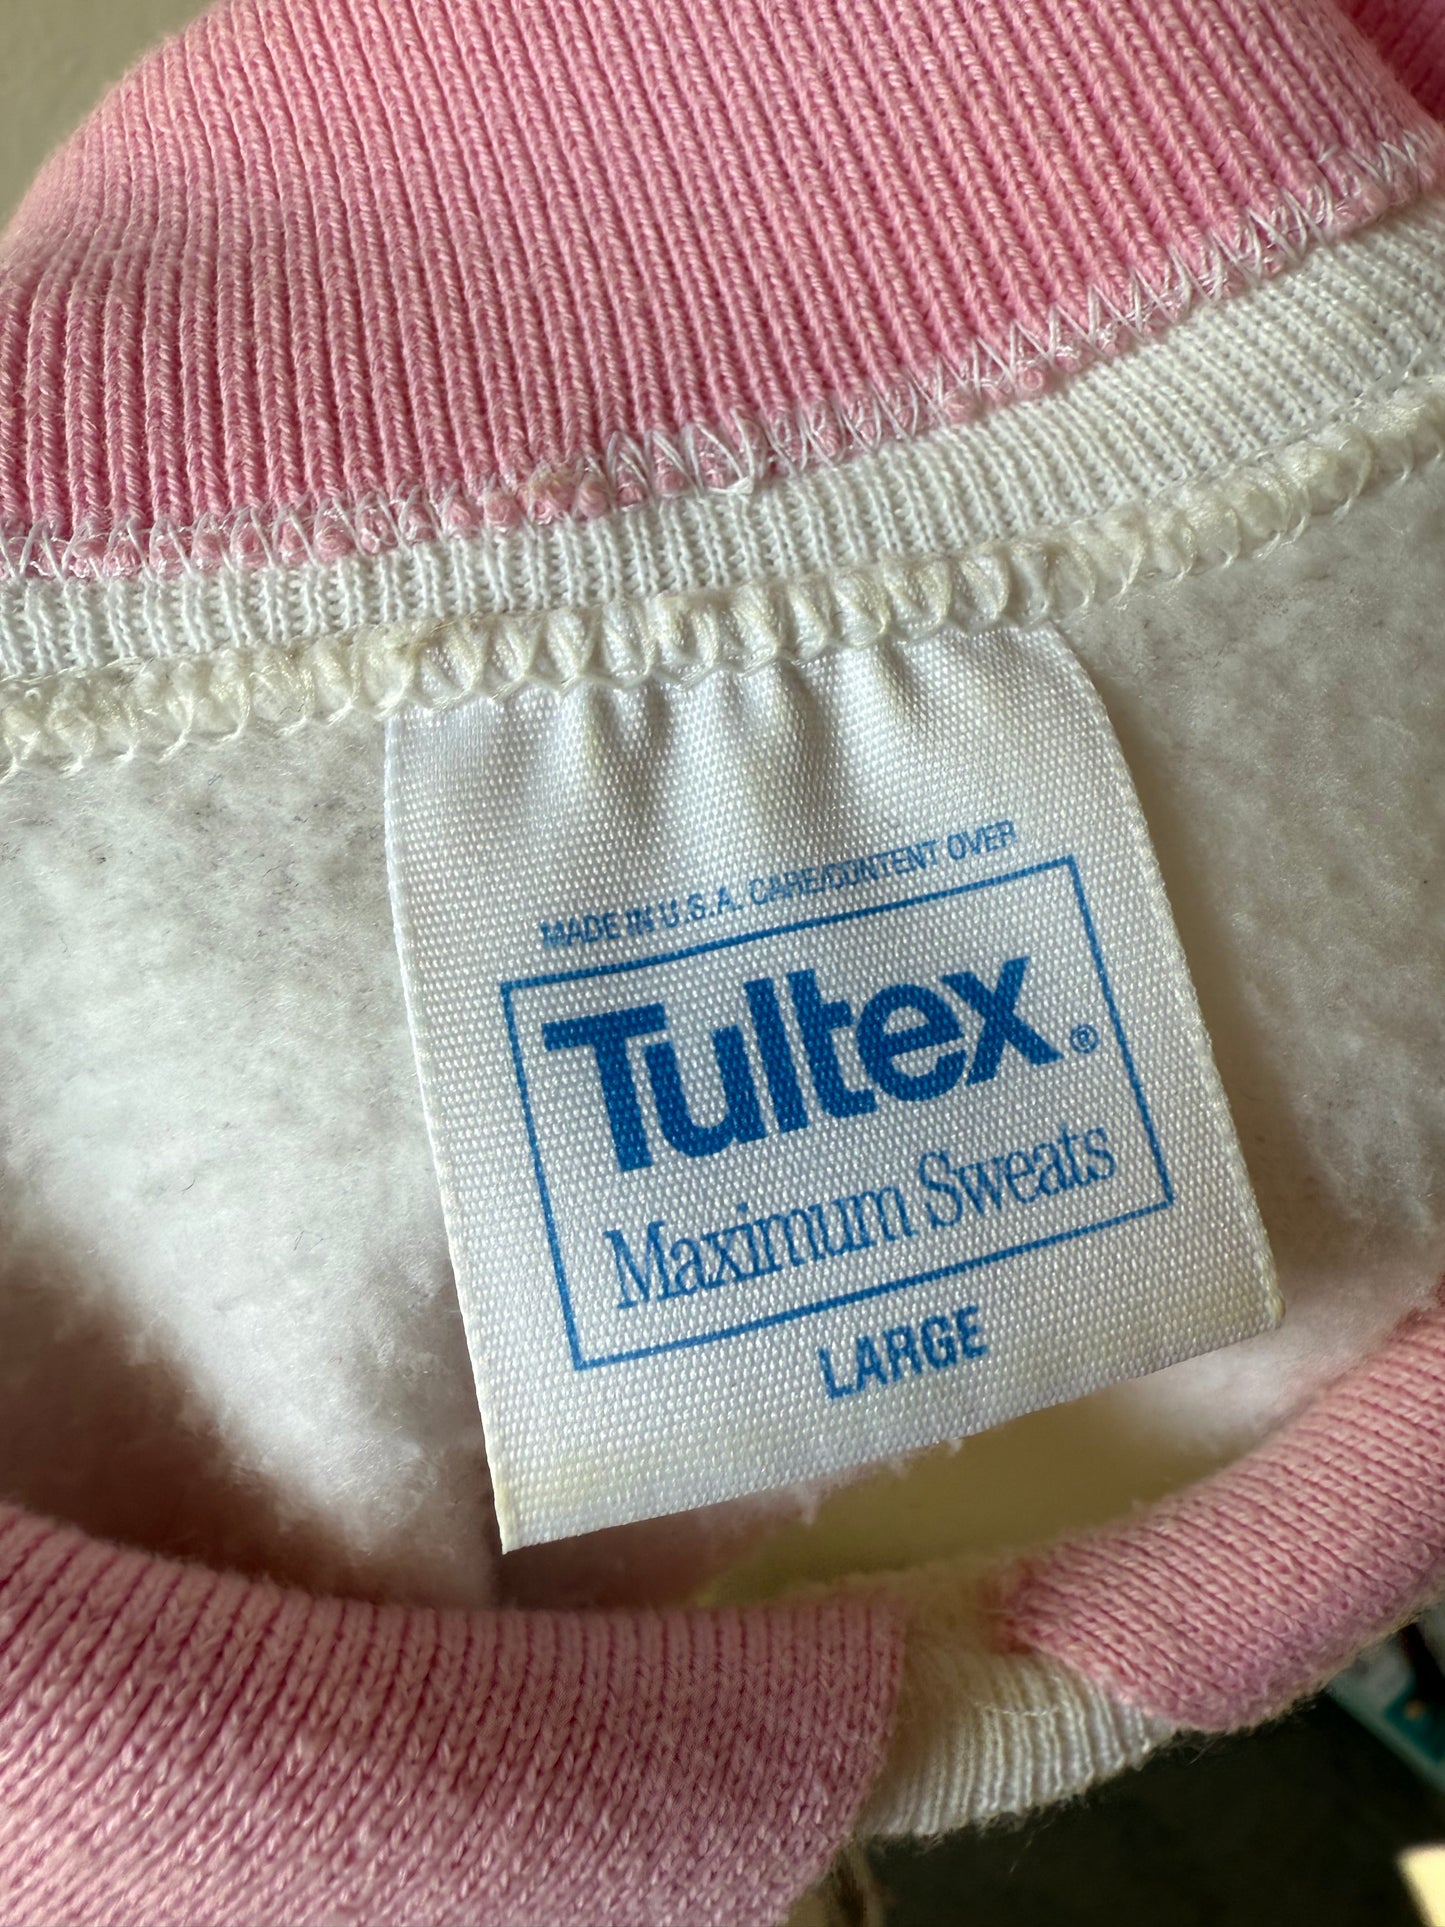 MADE IN U.S.A. CARE/CONTENT OVER
Tultex®
Maximum Sweats
LARGE